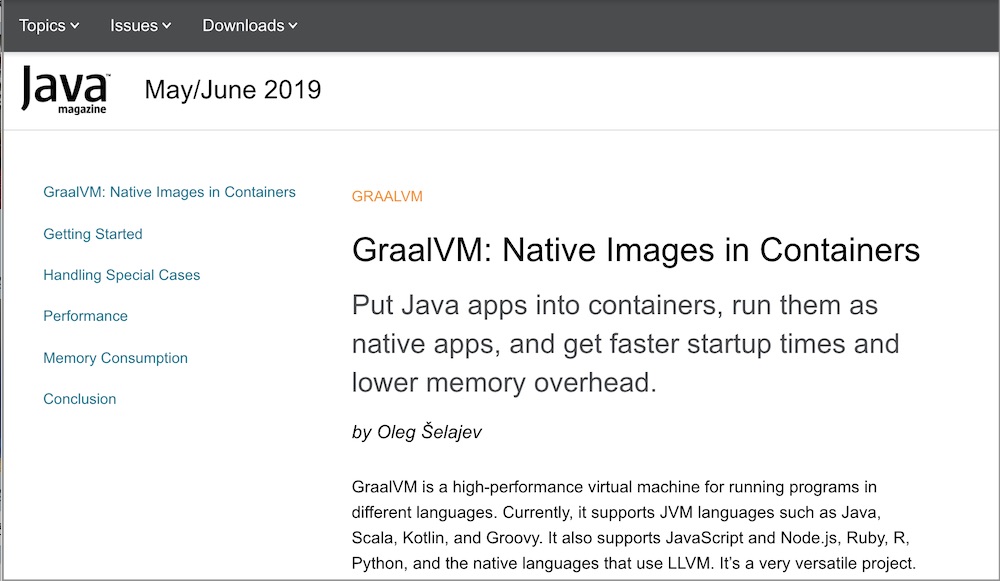 Topics Issues Downloads
Java™ magazine May/June 2019
GraalVM: Native Images in Containers
Getting Started
Handling Special Cases
Performance
Memory Consumption
Conclusion
GRAALVM
GraalVM: Native Images in Containers
Put Java apps into containers, run them as
native apps, and get faster startup times and
lower memory overhead.
by Oleg Šelajev
GraalVM is a high-performance virtual machine for running programs in
different languages. Currently, it supports JVM languages such as Java,
Scala, Kotlin, and Groovy. It also supports JavaScript and Node.js, Ruby, R,
Python, and the native languages that use LLVM. It’s a very versatile project.